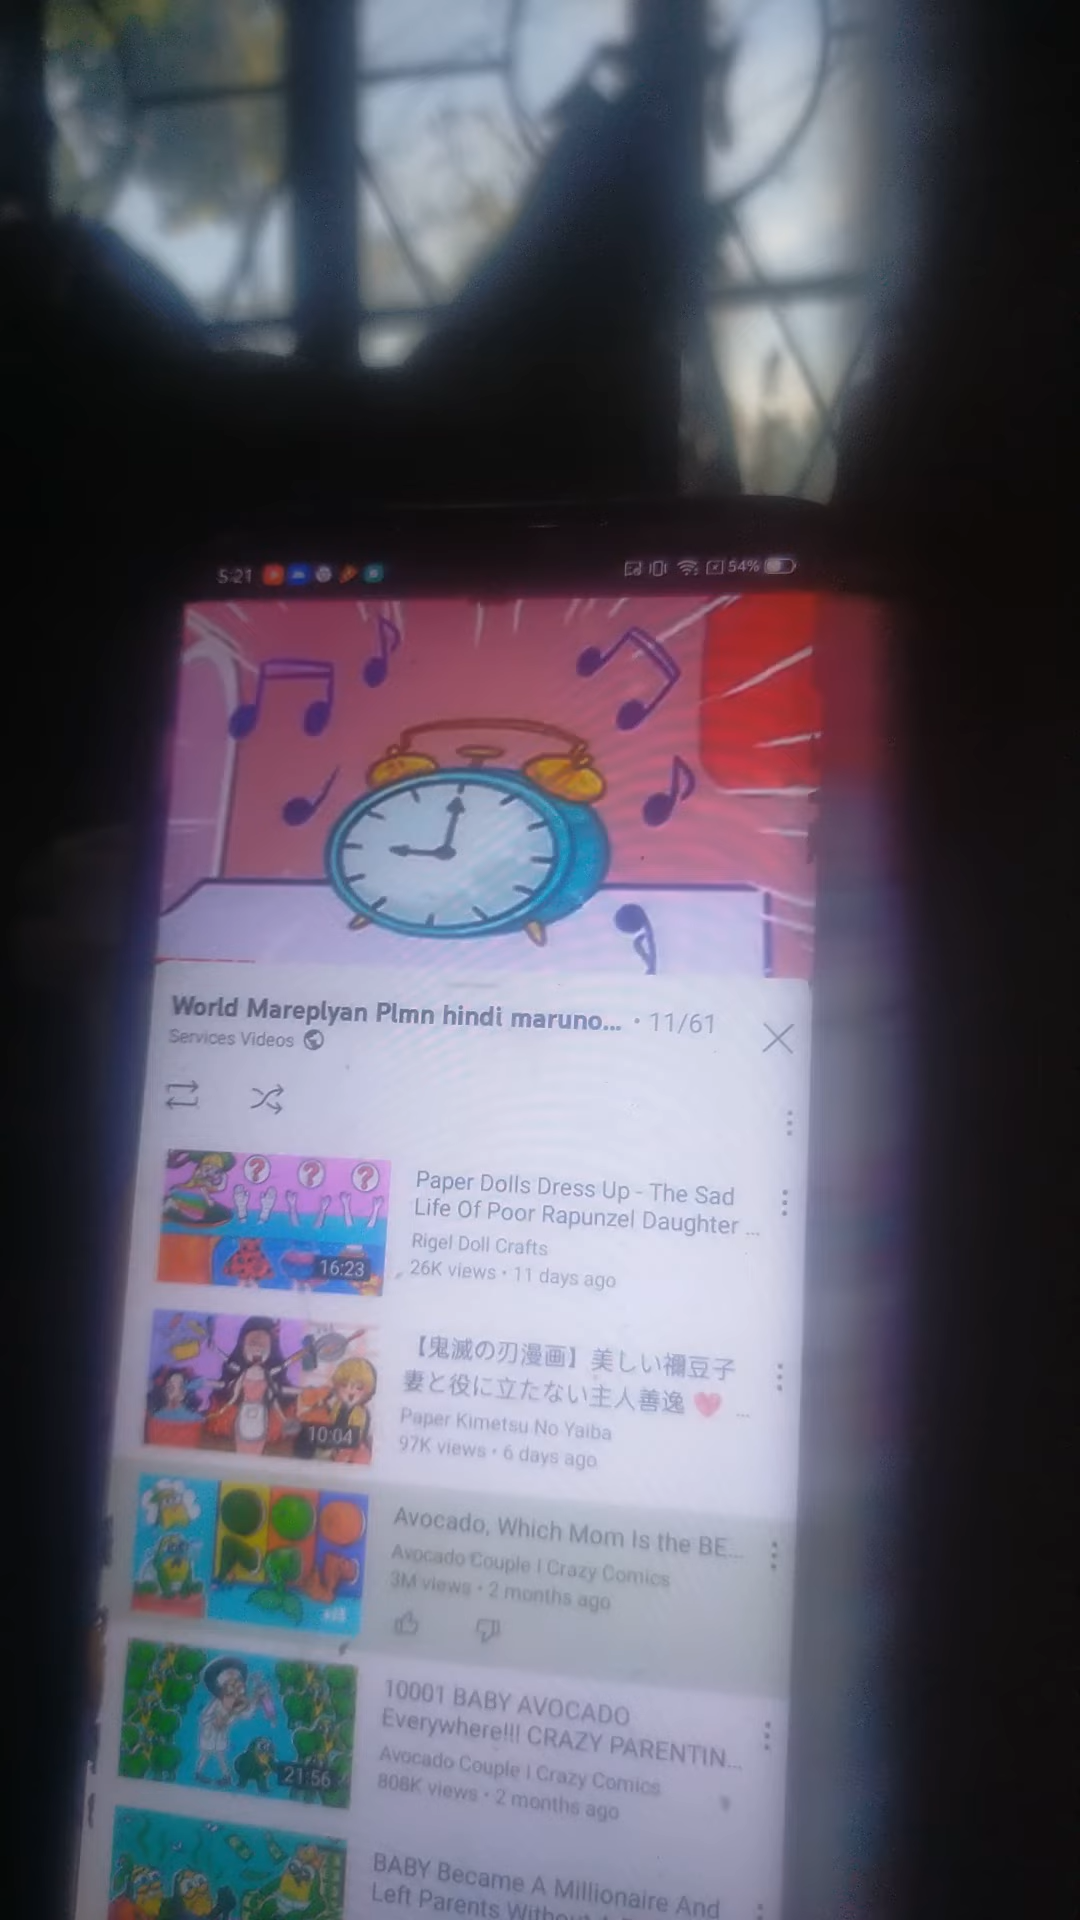 5:21
54%
World Mareplyan Plmn hindi maruno... · 11/61
Services Videos
Paper Dolls Dress Up - The Sad
Life Of Poor Rapunzel Daughter ...
Rigel Doll Crafts
26K views · 11 days ago
16:23
【鬼滅の刃漫画】美しい禰豆子
妻と役に立たない主人善逸 ❤ ...
Paper Kimetsu No Yaiba
97K views · 6 days ago
10:04
Avocado, Which Mom Is the BE...
Avocado Couple | Crazy Comics
3M views · 2 months ago
10001 BABY AVOCADO
Everywhere!!! CRAZY PARENTIN...
Avocado Couple | Crazy Comics
808K views · 2 months ago
21:56
BABY Became A Millionaire And
Left Parents